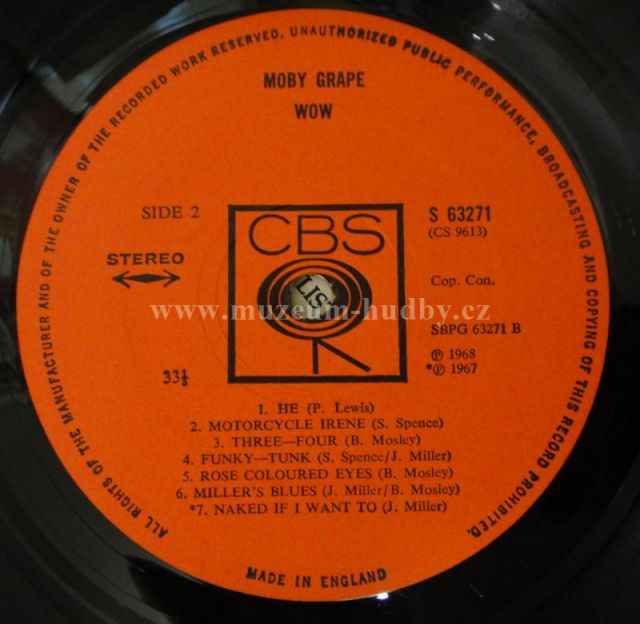 ALL RIGHTS OF THE MANUFACTURER AND OF THE OWNER OF THE RECORDED WORK RESERVED. UNAUTHORIZED PUBLIC PERFORMANCE, BROADCASTING AND COPYING OF THIS RECORD PROHIBITED.
MOBY GRAPE
WOW
SIDE 2
S 63271
(CS 9613)
STEREO
CBS
Cop. Con.
LIS
www.muzeum-hudby.cz
SBPG 63271 B
℗ 1968
*℗ 1967
33⅓
1. HE (P. Lewis)
2. MOTORCYCLE IRENE (S. Spence)
3. THREE—FOUR (B. Mosley)
4. FUNKY—TUNK (S. Spence/J. Miller)
5. ROSE COLOURED EYES (B. Mosley)
6. MILLER'S BLUES (J. Miller/B. Mosley)
*7. NAKED IF I WANT TO (J. Miller)
MADE IN ENGLAND